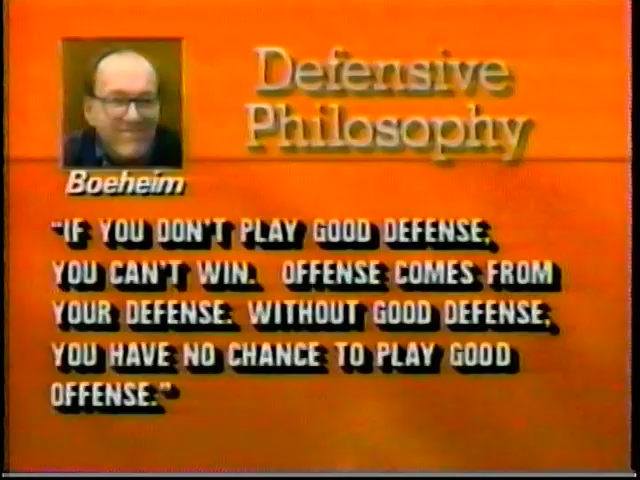 Defensive
Philosophy
Boeheim
"IF YOU DON'T PLAY GOOD DEFENSE,
YOU CAN'T WIN. OFFENSE COMES FROM
YOUR DEFENSE. WITHOUT GOOD DEFENSE,
YOU HAVE NO CHANCE TO PLAY GOOD
OFFENSE."